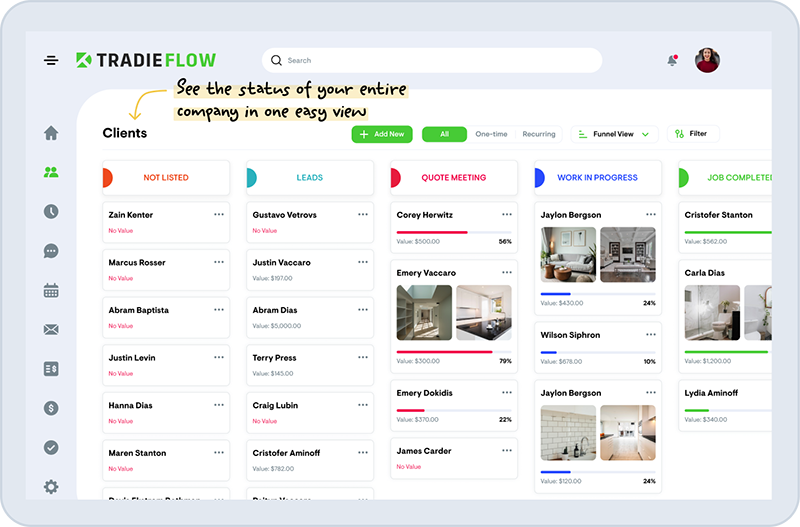 TRADIEFLOW
Search
See the status of your entire
company in one easy view
Clients
Add New
All
One-time
Recurring
Funnel View
Filter
NOT LISTED
Zain Kenter
No Value
Marcus Rosser
No Value
Abram Baptista
No Value
Justin Levin
No Value
Hanna Dias
No Value
Maren Stanton
No Value
LEADS
Gustavo Vetrovs
No Value
Justin Vaccaro
Value: $197.00
Abram Dias
Value: $5,000.00
Terry Press
Value: $145.00
Craig Lubin
No Value
Cristofer Aminoff
Value: $782.00
QUOTE MEETING
Corey Herwitz
Value: $500.00 56%
Emery Vaccaro
Value: $300.00 79%
Emery Dokidis
Value: $370.00 22%
James Carder
No Value
WORK IN PROGRESS
Jaylon Bergson
Value: $430.00 24%
Wilson Siphron
Value: $678.00 10%
Jaylon Bergson
Value: $120.00 24%
JOB COMPLETED
Cristofer Stanton
Value: $562.00
Carla Dias
Value: $1,200.00
Lydia Aminoff
Value: $340.00